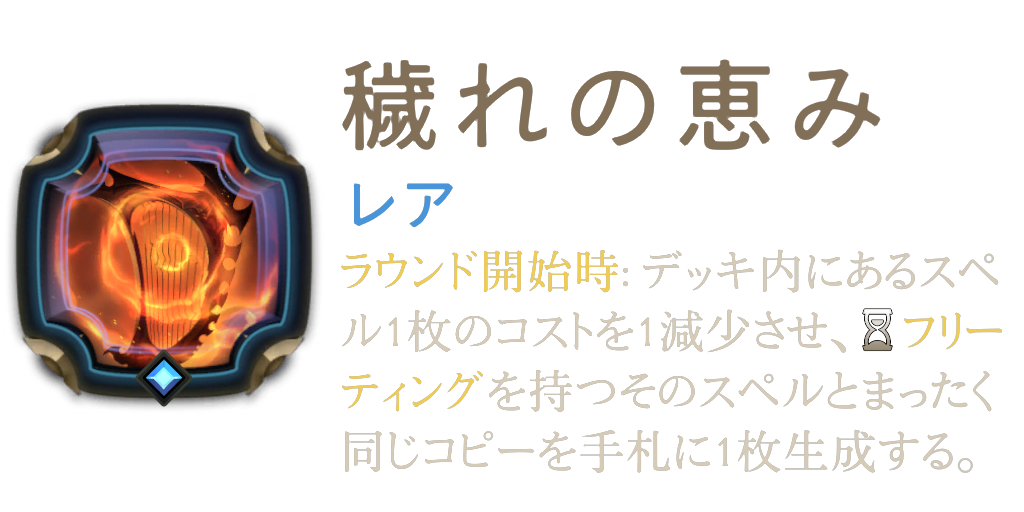 穢れの恵み
レア
ラウンド開始時: デッキ内にあるスペ
ル1枚のコストを1減少させ、フリー
ティングを持つそのスペルとまったく
同じコピーを手札に1枚生成する。